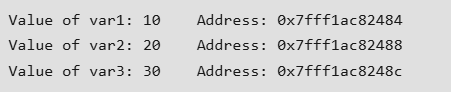 Value of var1: 10    Address: 0x7fff1ac82484
Value of var2: 20    Address: 0x7fff1ac82488
Value of var3: 30    Address: 0x7fff1ac8248c